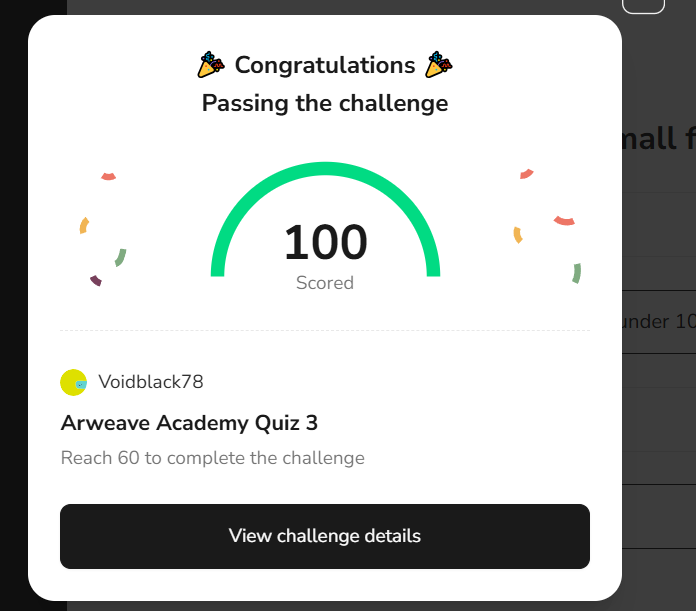 Congratulations
Passing the challenge
mall f
100
Scored
under 10
Voidblack78
Arweave Academy Quiz 3
Reach 60 to complete the challenge
View challenge details